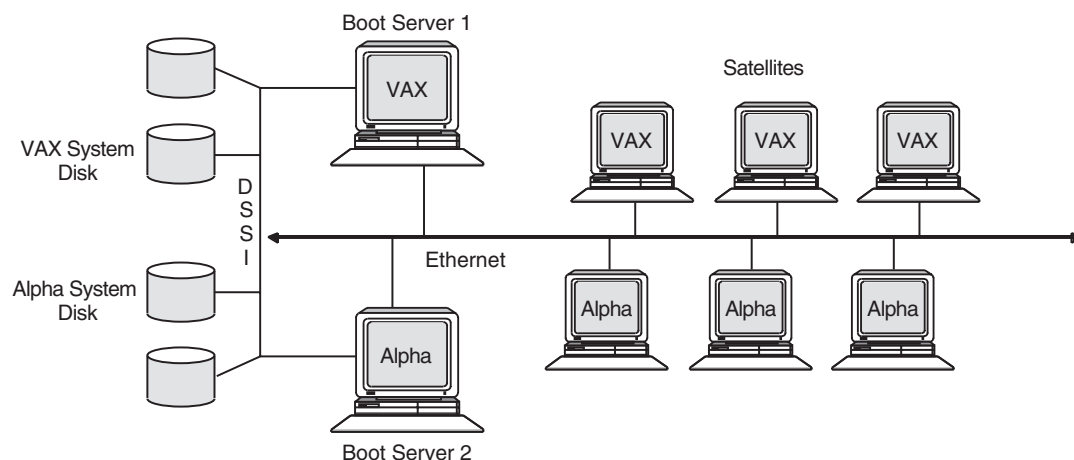 Boot Server 1
VAX
Satellites
VAX
VAX
VAX
VAX System
Disk
DSSI
Ethernet
Alpha System
Disk
Alpha
Alpha
Alpha
Alpha
Boot Server 2